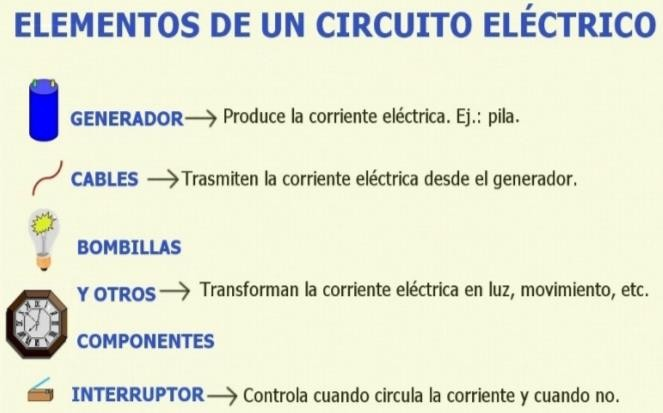 ELEMENTOS DE UN CIRCUITO ELÉCTRICO
GENERADOR → Produce la corriente eléctrica. Ej.: pila.
CABLES → Trasmiten la corriente eléctrica desde el generador.
BOMBILLAS
Y OTROS → Transforman la corriente eléctrica en luz, movimiento, etc.
COMPONENTES
INTERRUPTOR → Controla cuando circula la corriente y cuando no.